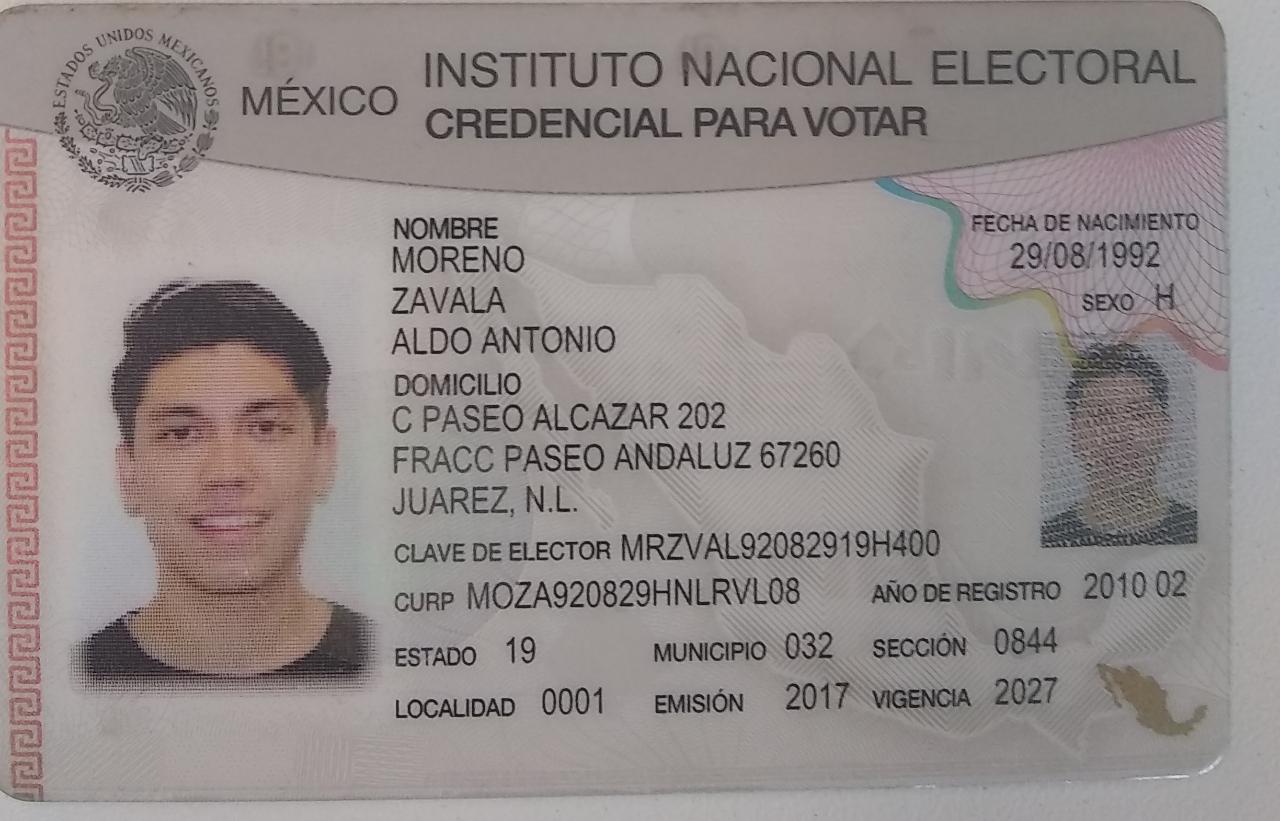 ESTADOS UNIDOS MEXICANOS
MÉXICO
INSTITUTO NACIONAL ELECTORAL
CREDENCIAL PARA VOTAR
NOMBRE
MORENO
ZAVALA
ALDO ANTONIO
FECHA DE NACIMIENTO
29/08/1992
SEXO H
DOMICILIO
C PASEO ALCAZAR 202
FRACC PASEO ANDALUZ 67260
JUAREZ, N.L.
CLAVE DE ELECTOR MRZVAL92082919H400
CURP MOZA920829HNLRVL08 AÑO DE REGISTRO 2010 02
ESTADO 19 MUNICIPIO 032 SECCIÓN 0844
LOCALIDAD 0001 EMISIÓN 2017 VIGENCIA 2027